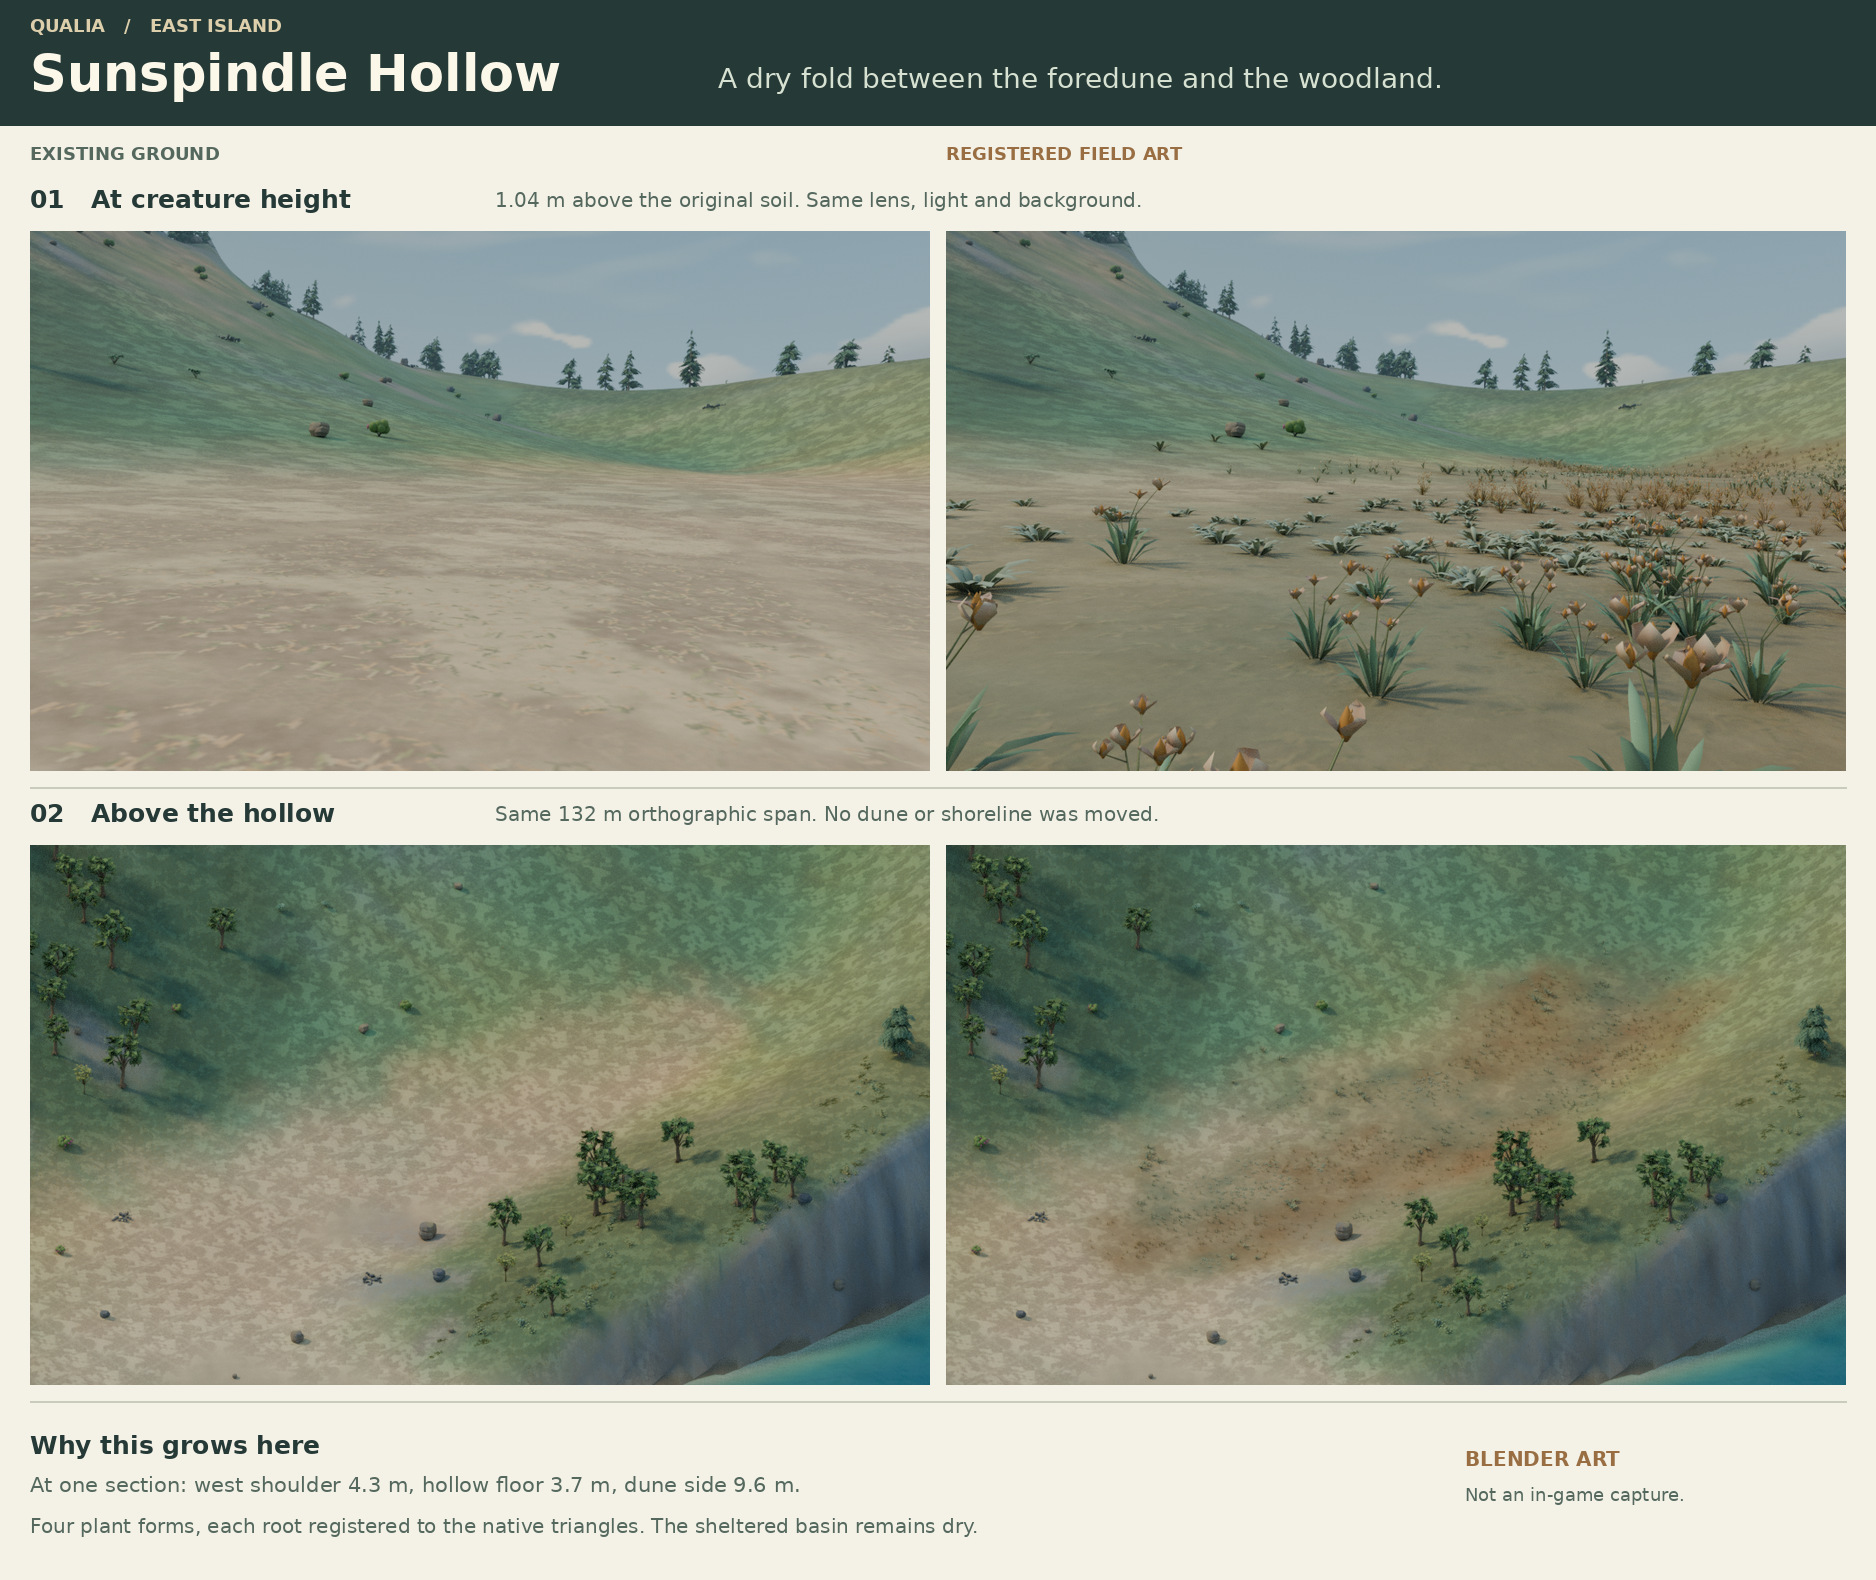 QUALIA / EAST ISLAND
Sunspindle Hollow
A dry fold between the foredune and the woodland.
EXISTING GROUND
REGISTERED FIELD ART
01 At creature height
1.04 m above the original soil. Same lens, light and background.
02 Above the hollow
Same 132 m orthographic span. No dune or shoreline was moved.
Why this grows here
At one section: west shoulder 4.3 m, hollow floor 3.7 m, dune side 9.6 m.
Four plant forms, each root registered to the native triangles. The sheltered basin remains dry.
BLENDER ART
Not an in-game capture.